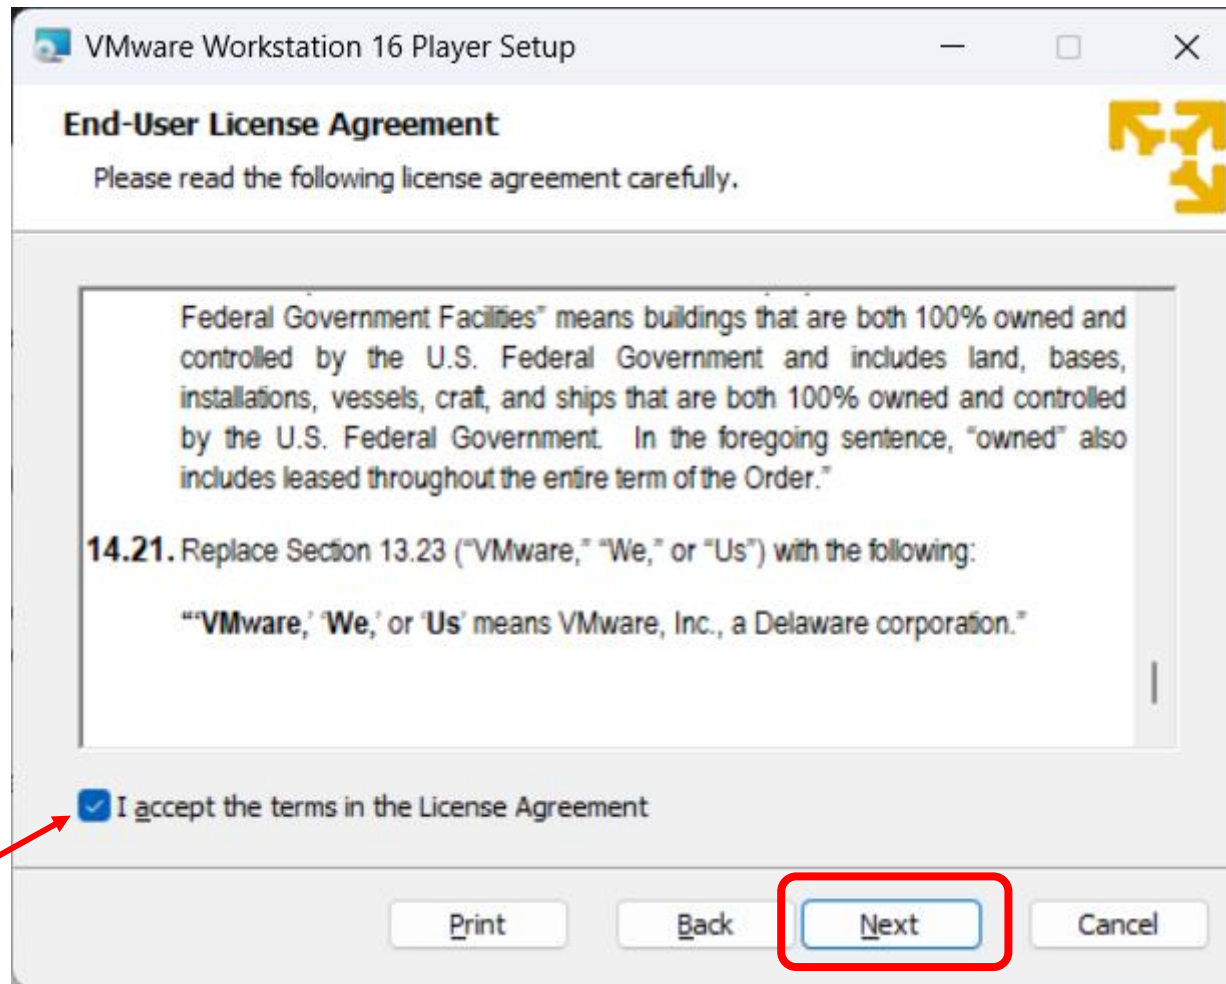 VMware Workstation 16 Player Setup
End-User License Agreement
Please read the following license agreement carefully.
Federal Government Facilities” means buildings that are both 100% owned and
controlled by the U.S. Federal Government and includes land, bases,
installations, vessels, craft, and ships that are both 100% owned and controlled
by the U.S. Federal Government. In the foregoing sentence, “owned” also
includes leased throughout the entire term of the Order.”
14.21. Replace Section 13.23 (“VMware,” “We,” or “Us”) with the following:
“‘VMware,’ ‘We,’ or ‘Us’ means VMware, Inc., a Delaware corporation.”
I accept the terms in the License Agreement
Print Back Next Cancel